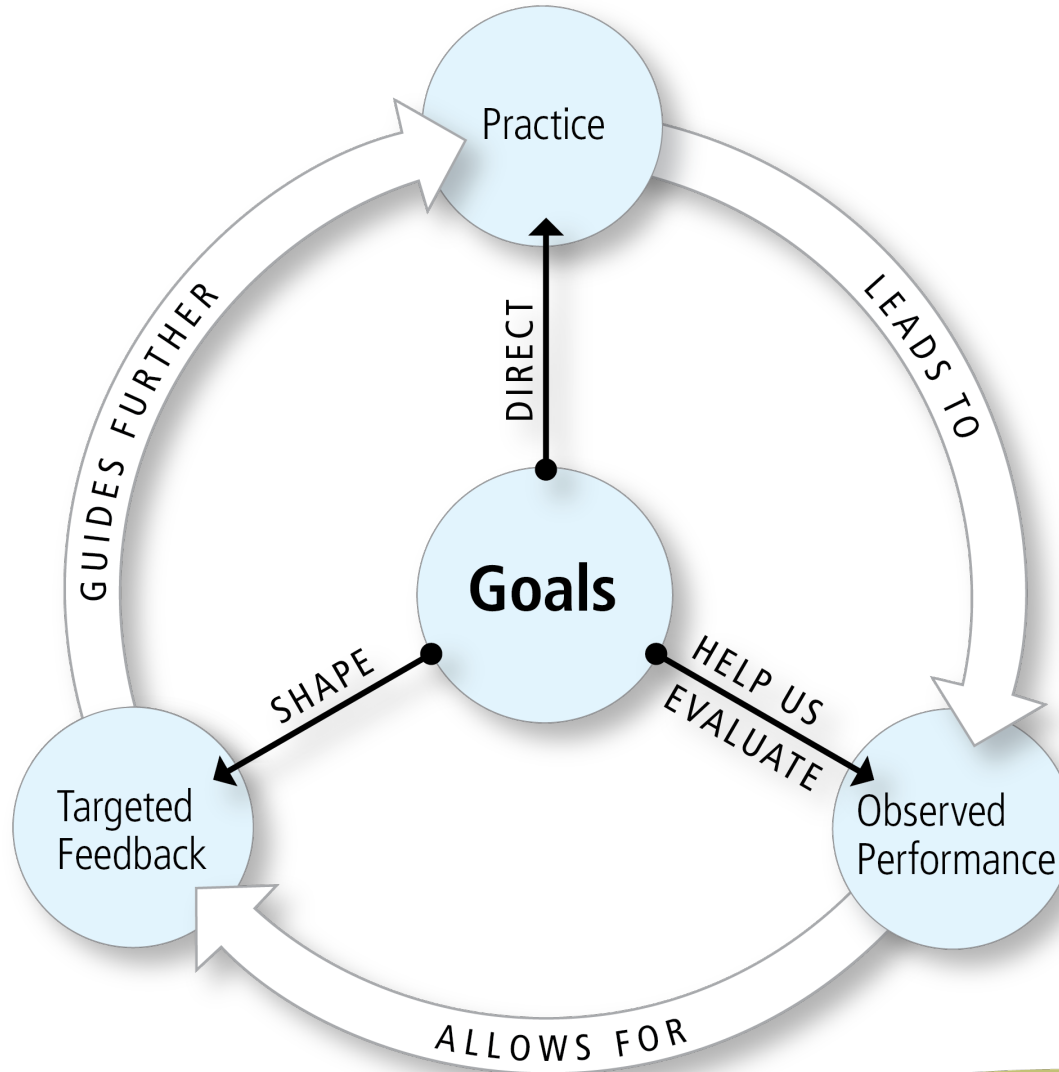 Practice
LEADS TO
GUIDES FURTHER
DIRECT
Goals
SHAPE
HELP US
EVALUATE
Targeted
Feedback
Observed
Performance
ALLOWS FOR